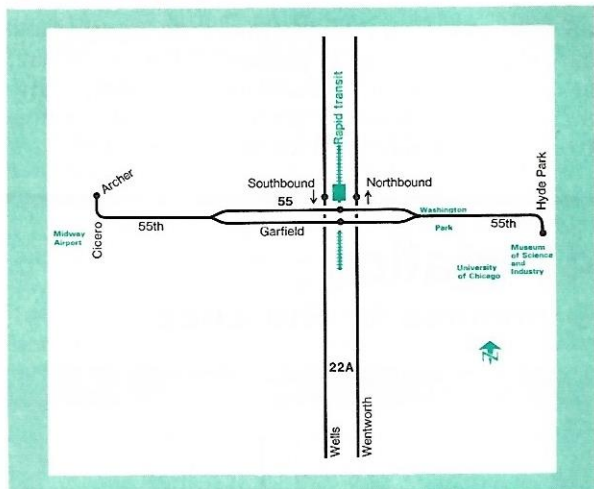 Rapid transit
Hyde Park
Archer
Southbound
Northbound
55
Washington
Park
55th
Garfield
55th
Cicero
Midway
Airport
Museum
of Science
and
Industry
University
of Chicago
N
22A
Wells
Wentworth